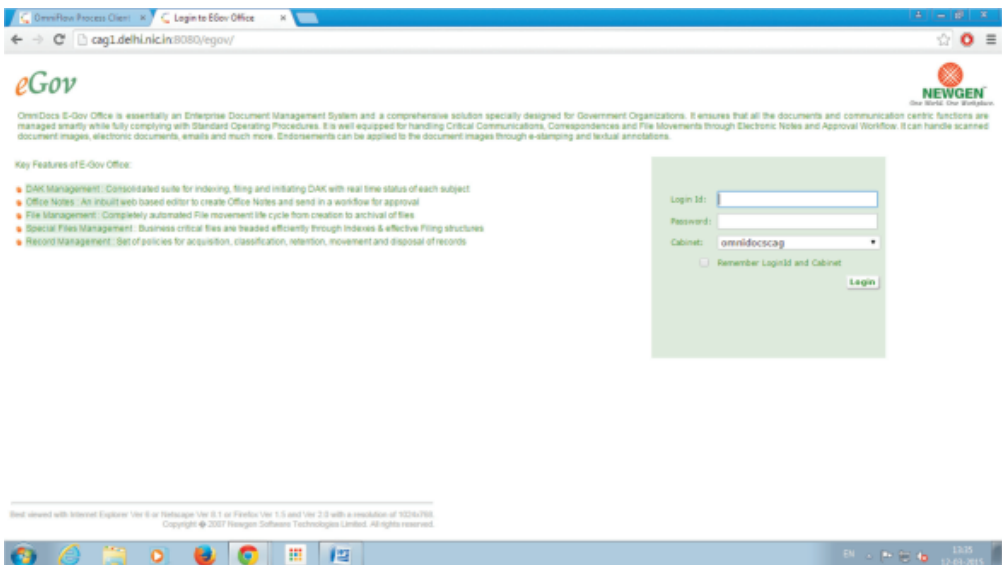 OmniFlow Process Client
Login to EGov Office
cag1.delhi.nic.in:8080/egov/
eGov
NEWGEN
One World. One Workplace.
OmniDocs E-Gov Office is essentially an Enterprise Document Management System and a comprehensive solution specially designed for Government Organizations. It ensures that all the documents and communication centric functions are
managed smartly while fully complying with Standard Operating Procedures. It is well equipped for handling Critical Communications, Correspondences and File Movements through Electronic Notes and Approval Workflow. It can handle scanned
document images, electronic documents, emails and much more. Endorsements can be applied to the document images through e-stamping and textual annotations.
Key Features of E-Gov Office:
DAK Management : Consolidated suite for indexing, filing and initiating DAK with real time status of each subject
Office Notes : An inbuilt web based editor to create Office Notes and send in a workflow for approval
File Management : Completely automated File movement life cycle from creation to archival of files
Special Files Management : Business critical files are treaded efficiently through Indexes & effective Filing structures
Record Management : Set of policies for acquisition, classification, retention, movement and disposal of records
Login Id:
Password:
Cabinet: omnidocscag
Remember LoginId and Cabinet
Login
Best viewed with Internet Explorer Ver 6 or Netscape Ver 8.1 or Firefox Ver 1.5 and Ver 2.0 with a resolution of 1024x768.
Copyright � 2007 Newgen Software Technologies Limited. All rights reserved.
EN
13:35
12-03-2015